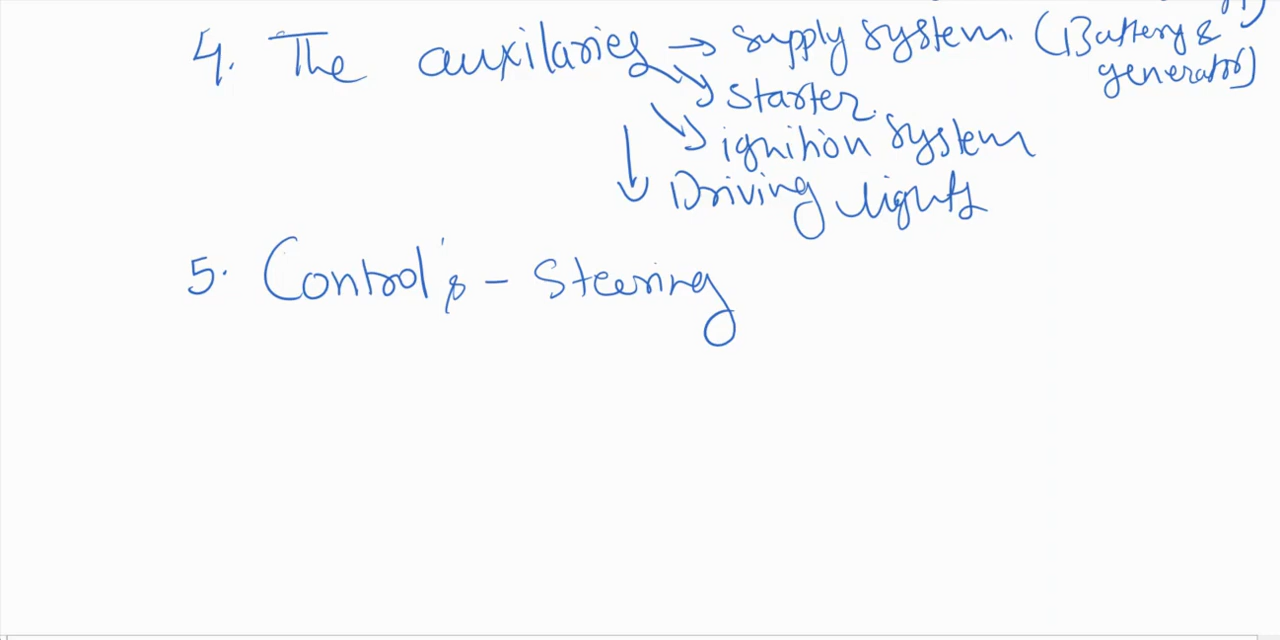 4. The auxilaries → supply system. (Battery & generator)
↘ starter.
↘ ignition system
↓ Driving lights
5. Control's - Steering